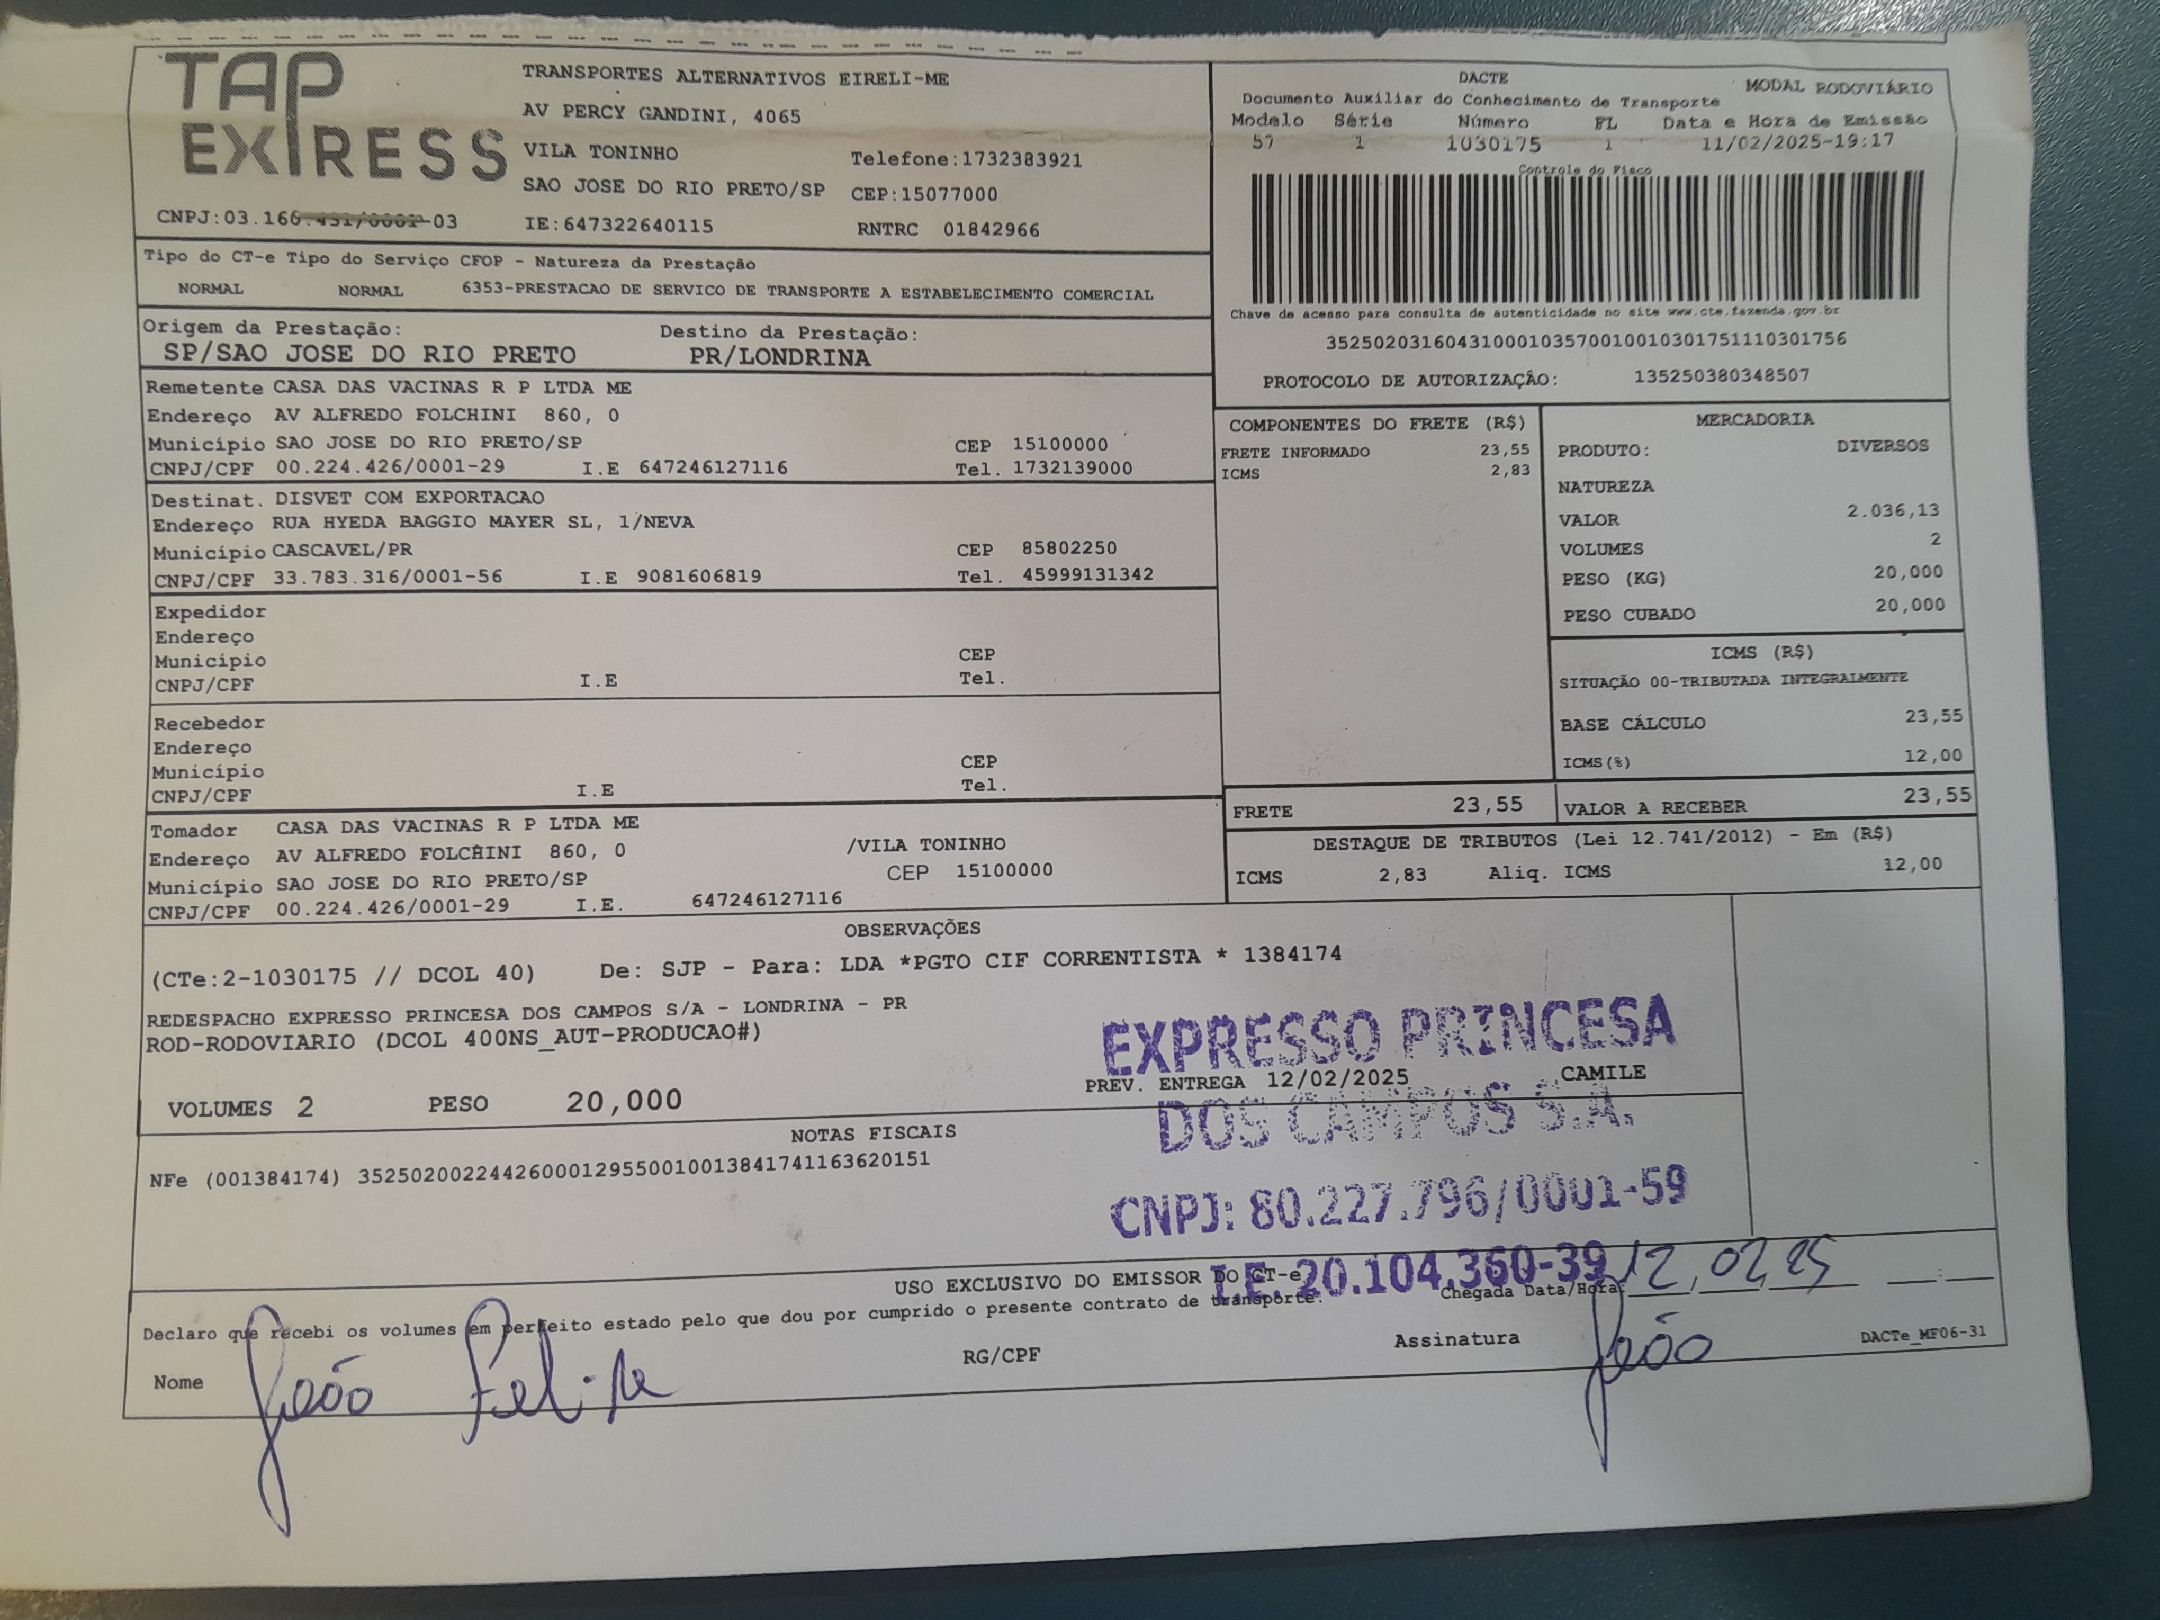 TAP EXPRESS
TRANSPORTES ALTERNATIVOS EIRELI-ME
AV PERCY GANDINI, 4065
VILA TONINHO Telefone:1732383921
SAO JOSE DO RIO PRETO/SP CEP:15077000
IE:647322640115 RNTRC 01842966
DACTE MODAL RODOVIÁRIO
Documento Auxiliar do Conhecimento de Transporte
Modelo Série Número FL Data e Hora de Emissão
57 1 1030175 1 11/02/2025-19:17
Controle do Fisco
Chave de acesso para consulta de autenticidade no site www.cte.fazenda.gov.br
35250203160431000103570010010301751110301756
PROTOCOLO DE AUTORIZAÇÃO: 135250380348507
Tipo do CT-e Tipo do Serviço CFOP - Natureza da Prestação
NORMAL NORMAL 6353-PRESTACAO DE SERVICO DE TRANSPORTE A ESTABELECIMENTO COMERCIAL
Origem da Prestação: Destino da Prestação:
SP/SAO JOSE DO RIO PRETO PR/LONDRINA
Remetente CASA DAS VACINAS R P LTDA ME
Endereço AV ALFREDO FOLCHINI 860, 0
Município SAO JOSE DO RIO PRETO/SP CEP 15100000
CNPJ/CPF 00.224.426/0001-29 I.E 647246127116 Tel. 1732139000
Destinat. DISVET COM EXPORTACAO
Endereço RUA HYEDA BAGGIO MAYER SL, 1/NEVA
Município CASCAVEL/PR CEP 85802250
CNPJ/CPF 33.783.316/0001-56 I.E 9081606819 Tel. 45999131342
Expedidor
Endereço
Município CEP
CNPJ/CPF I.E Tel.
Recebedor
Endereço
Município CEP
CNPJ/CPF I.E Tel.
Tomador CASA DAS VACINAS R P LTDA ME
Endereço AV ALFREDO FOLCHINI 860, 0 /VILA TONINHO
Município SAO JOSE DO RIO PRETO/SP CEP 15100000
CNPJ/CPF 00.224.426/0001-29 I.E. 647246127116
COMPONENTES DO FRETE (R$)
FRETE INFORMADO 23,55
ICMS 2,83
MERCADORIA
PRODUTO: DIVERSOS
NATUREZA
VALOR 2.036,13
VOLUMES 2
PESO (KG) 20,000
PESO CUBADO 20,000
ICMS (R$)
SITUAÇÃO 00-TRIBUTADA INTEGRALMENTE
BASE CÁLCULO 23,55
ICMS(%) 12,00
FRETE 23,55 VALOR A RECEBER 23,55
DESTAQUE DE TRIBUTOS (Lei 12.741/2012) - Em (R$)
ICMS 2,83 Aliq. ICMS 12,00
OBSERVAÇÕES
(CTe:2-1030175 // DCOL 40) De: SJP - Para: LDA *PGTO CIF CORRENTISTA * 1384174
REDESPACHO EXPRESSO PRINCESA DOS CAMPOS S/A - LONDRINA - PR
ROD-RODOVIARIO (DCOL 400NS_AUT-PRODUCAO#)
PREV. ENTREGA 12/02/2025 CAMILE
VOLUMES 2 PESO 20,000
EXPRESSO PRINCESA
DOS CAMPOS S.A.
CNPJ: 80.227.796/0001-59
I.E. 20.104.360-39
NOTAS FISCAIS
NFe (001384174) 35250200224426000129550010013841741163620151
USO EXCLUSIVO DO EMISSOR DO CT-e
Declaro que recebi os volumes em perfeito estado pelo que dou por cumprido o presente contrato de transporte.
Chegada Data/Hora: 12,02,25
Nome João Felipe RG/CPF Assinatura João DACTe_MF06-31